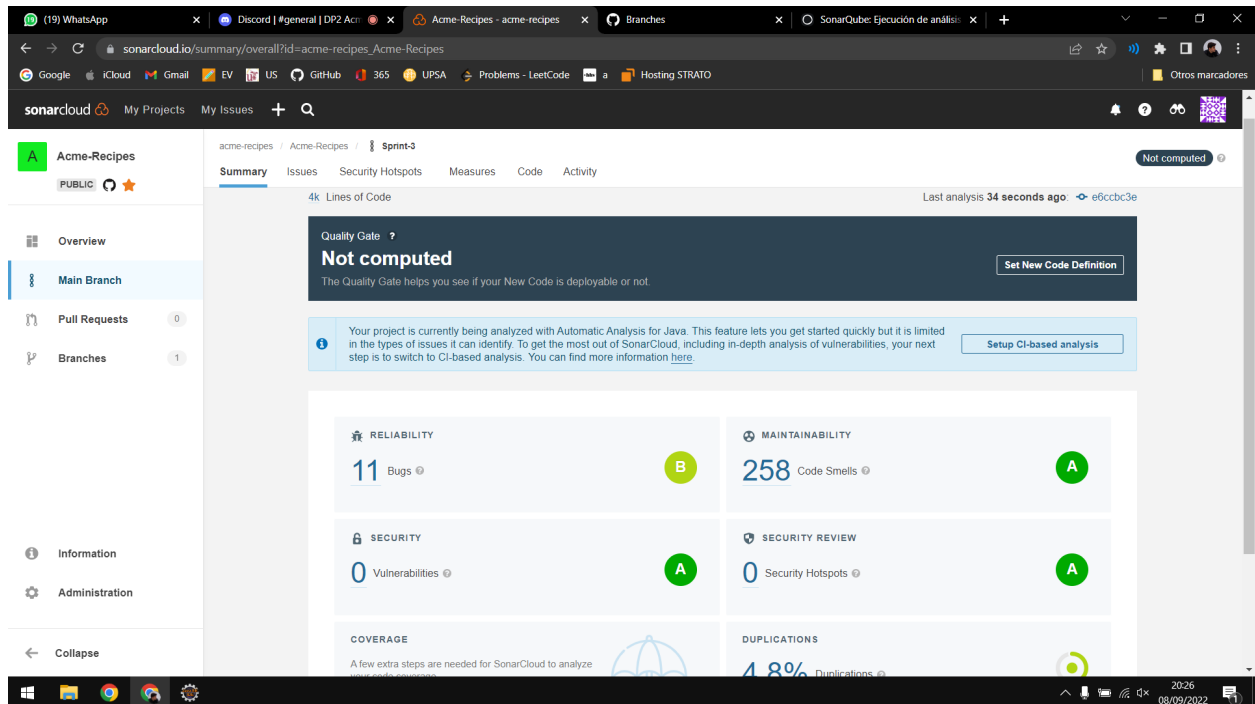 (19) WhatsApp
Discord | #general | DP2 Acm
Acme-Recipes - acme-recipes
Branches
SonarQube: Ejecución de análisis
sonarcloud.io/summary/overall?id=acme-recipes_Acme-Recipes
Google iCloud Gmail EV US GitHub 365 UPSA Problems - LeetCode a Hosting STRATO Otros marcadores
sonarcloud My Projects My Issues
A Acme-Recipes
PUBLIC
acme-recipes / Acme-Recipes / Sprint-3
Not computed
Summary Issues Security Hotspots Measures Code Activity
4k Lines of Code
Last analysis 34 seconds ago: e6ccbc3e
Overview
Main Branch
Pull Requests 0
Branches 1
Information
Administration
Collapse
Quality Gate ?
Not computed
The Quality Gate helps you see if your New Code is deployable or not.
Set New Code Definition
Your project is currently being analyzed with Automatic Analysis for Java. This feature lets you get started quickly but it is limited
in the types of issues it can identify. To get the most out of SonarCloud, including in-depth analysis of vulnerabilities, your next
step is to switch to CI-based analysis. You can find more information here.
Setup CI-based analysis
RELIABILITY
11 Bugs
B
MAINTAINABILITY
258 Code Smells
A
SECURITY
0 Vulnerabilities
A
SECURITY REVIEW
0 Security Hotspots
A
COVERAGE
A few extra steps are needed for SonarCloud to analyze
your code coverage
DUPLICATIONS
4.8% Duplications
20:26
08/09/2022